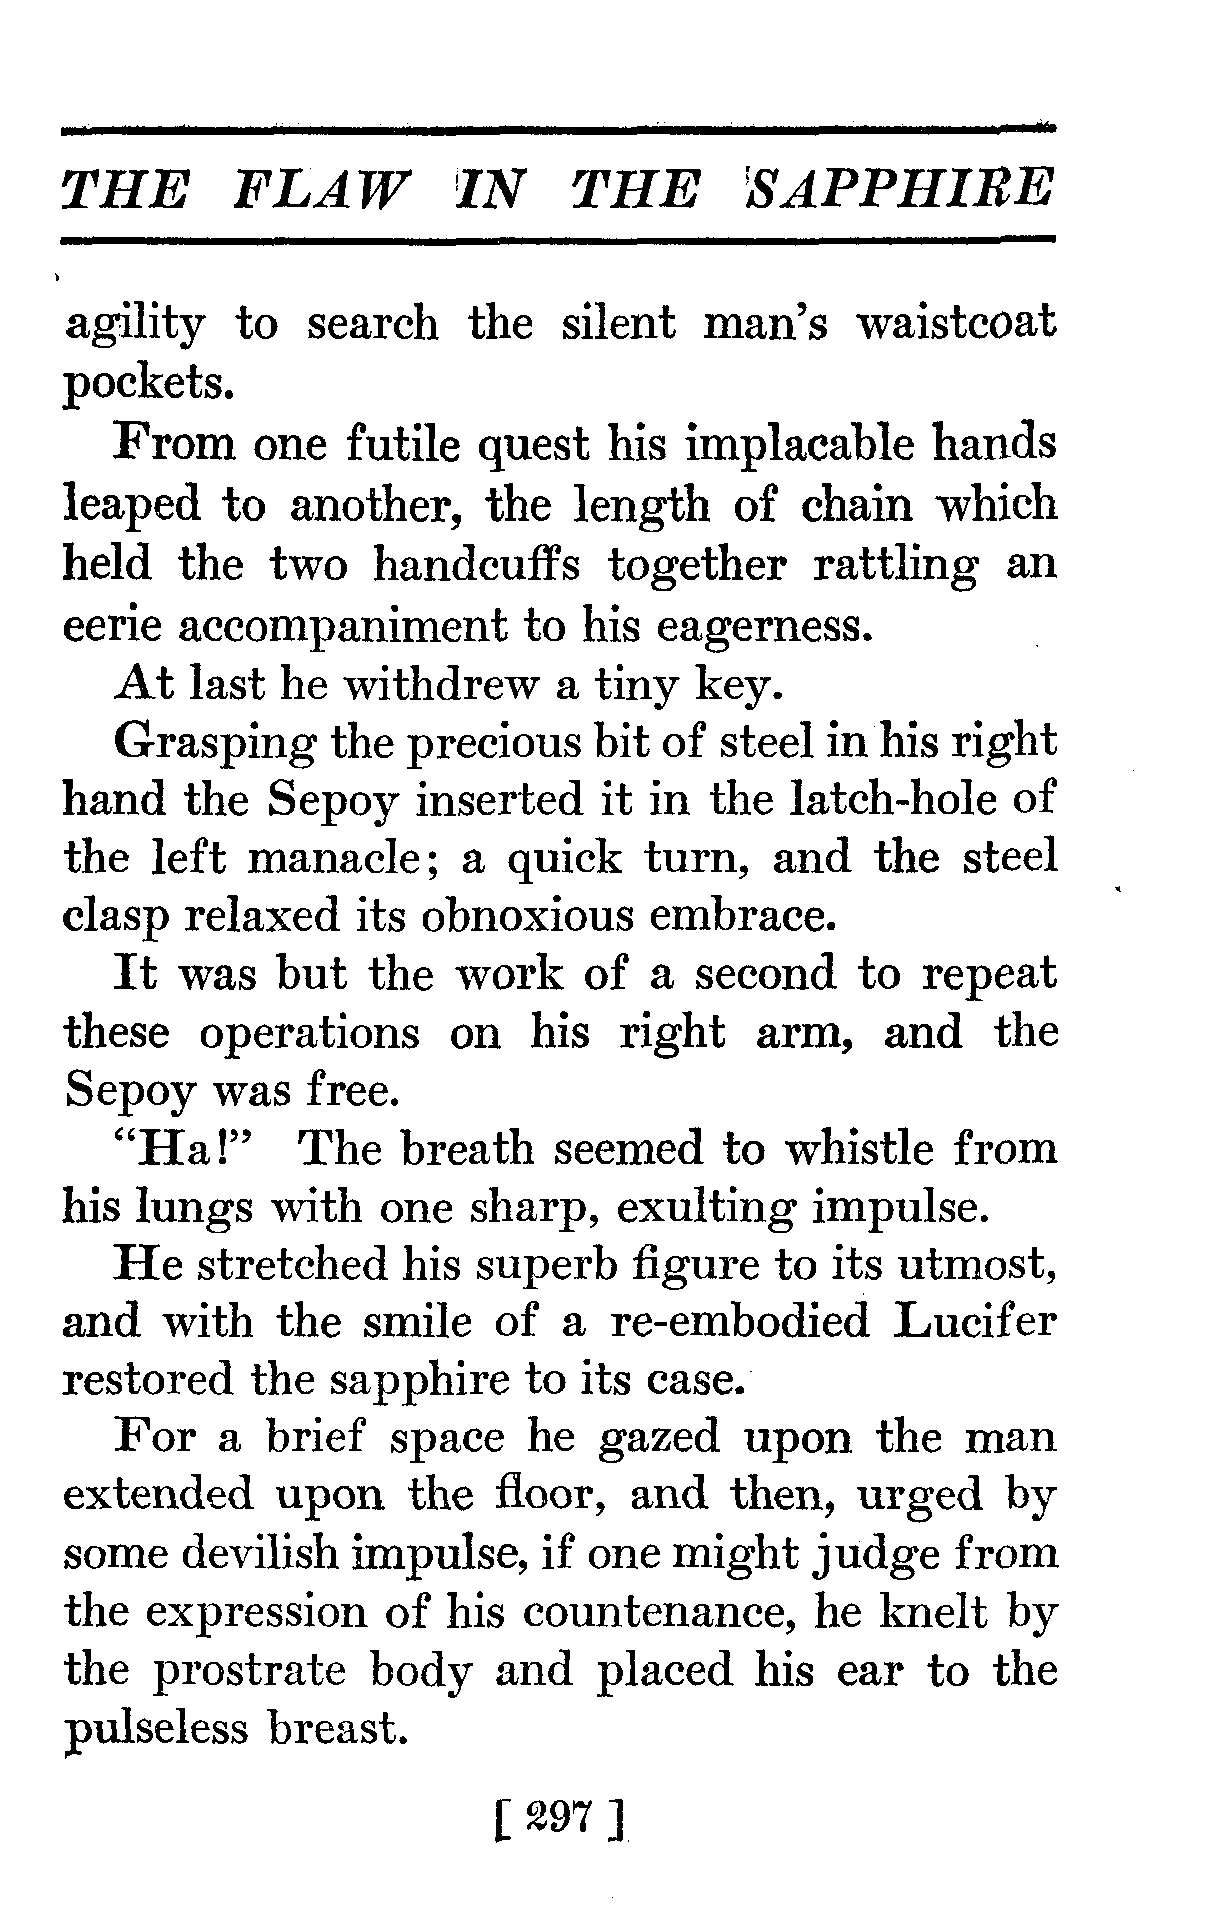 THE FLAW IN THE SAPPHIRE
agility to search the silent man's waistcoat
pockets.
From one futile quest his implacable hands
leaped to another, the length of chain which
held the two handcuffs together rattling an
eerie accompaniment to his eagerness.
At last he withdrew a tiny key.
Grasping the precious bit of steel in his right
hand the Sepoy inserted it in the latch-hole of
the left manacle; a quick turn, and the steel
clasp relaxed its obnoxious embrace.
It was but the work of a second to repeat
these operations on his right arm, and the
Sepoy was free.
“Ha!” The breath seemed to whistle from
his lungs with one sharp, exulting impulse.
He stretched his superb figure to its utmost,
and with the smile of a re-embodied Lucifer
restored the sapphire to its case.
For a brief space he gazed upon the man
extended upon the floor, and then, urged by
some devilish impulse, if one might judge from
the expression of his countenance, he knelt by
the prostrate body and placed his ear to the
pulseless breast.
[ 297 ]